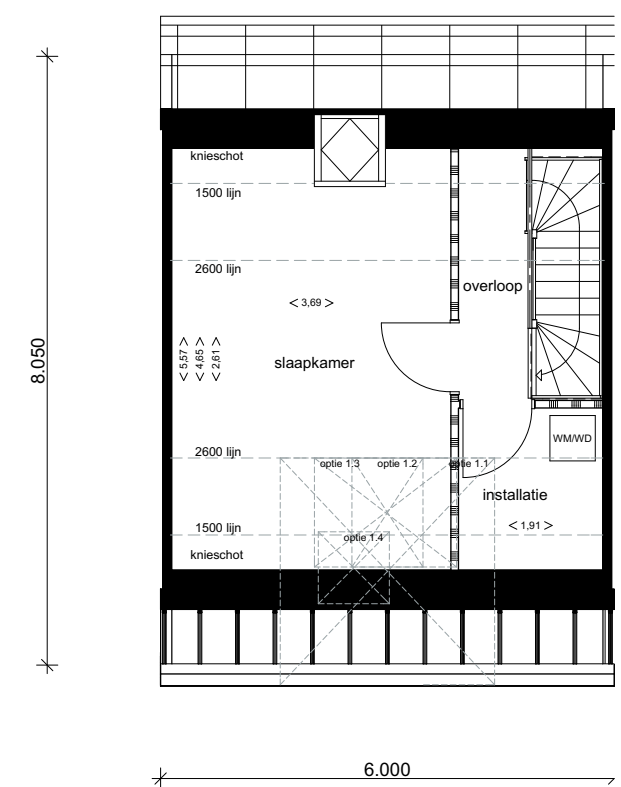 knieschot
1500 lijn
2600 lijn
overloop
< 3,69 >
8.050
< 5,57 >
< 4,65 >
< 2,61 >
slaapkamer
WM/WD
2600 lijn
optie 1.3
optie 1.2
optie 1.1
installatie
1500 lijn
< 1,91 >
optie 1.4
knieschot
6.000